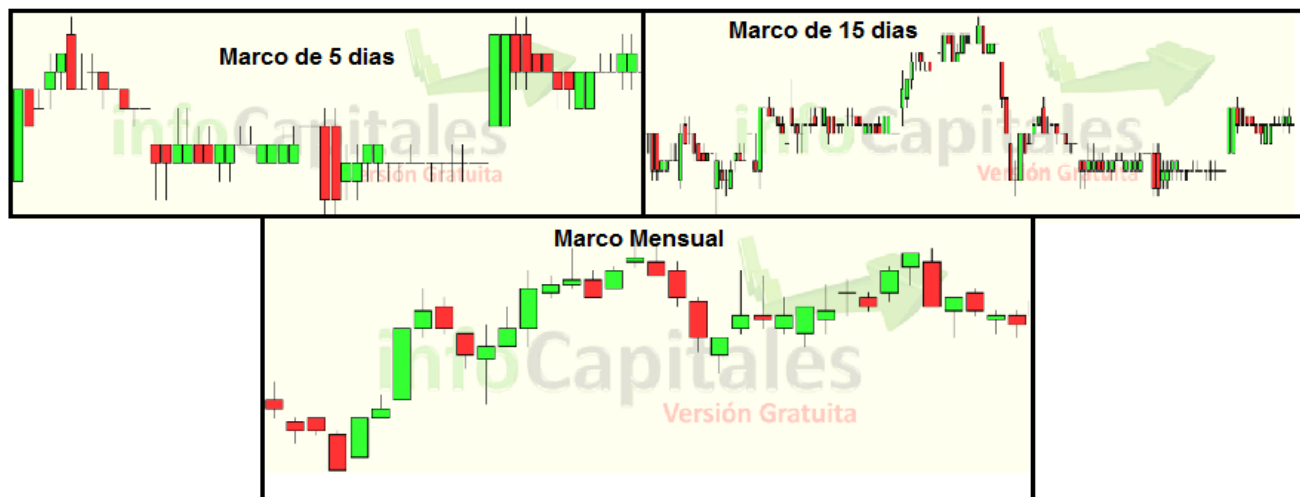 Marco de 5 dias
infoCapitales
Versión Gratuita
Marco de 15 dias
infoCapitales
Versión Gratuita
Marco Mensual
infoCapitales
Versión Gratuita